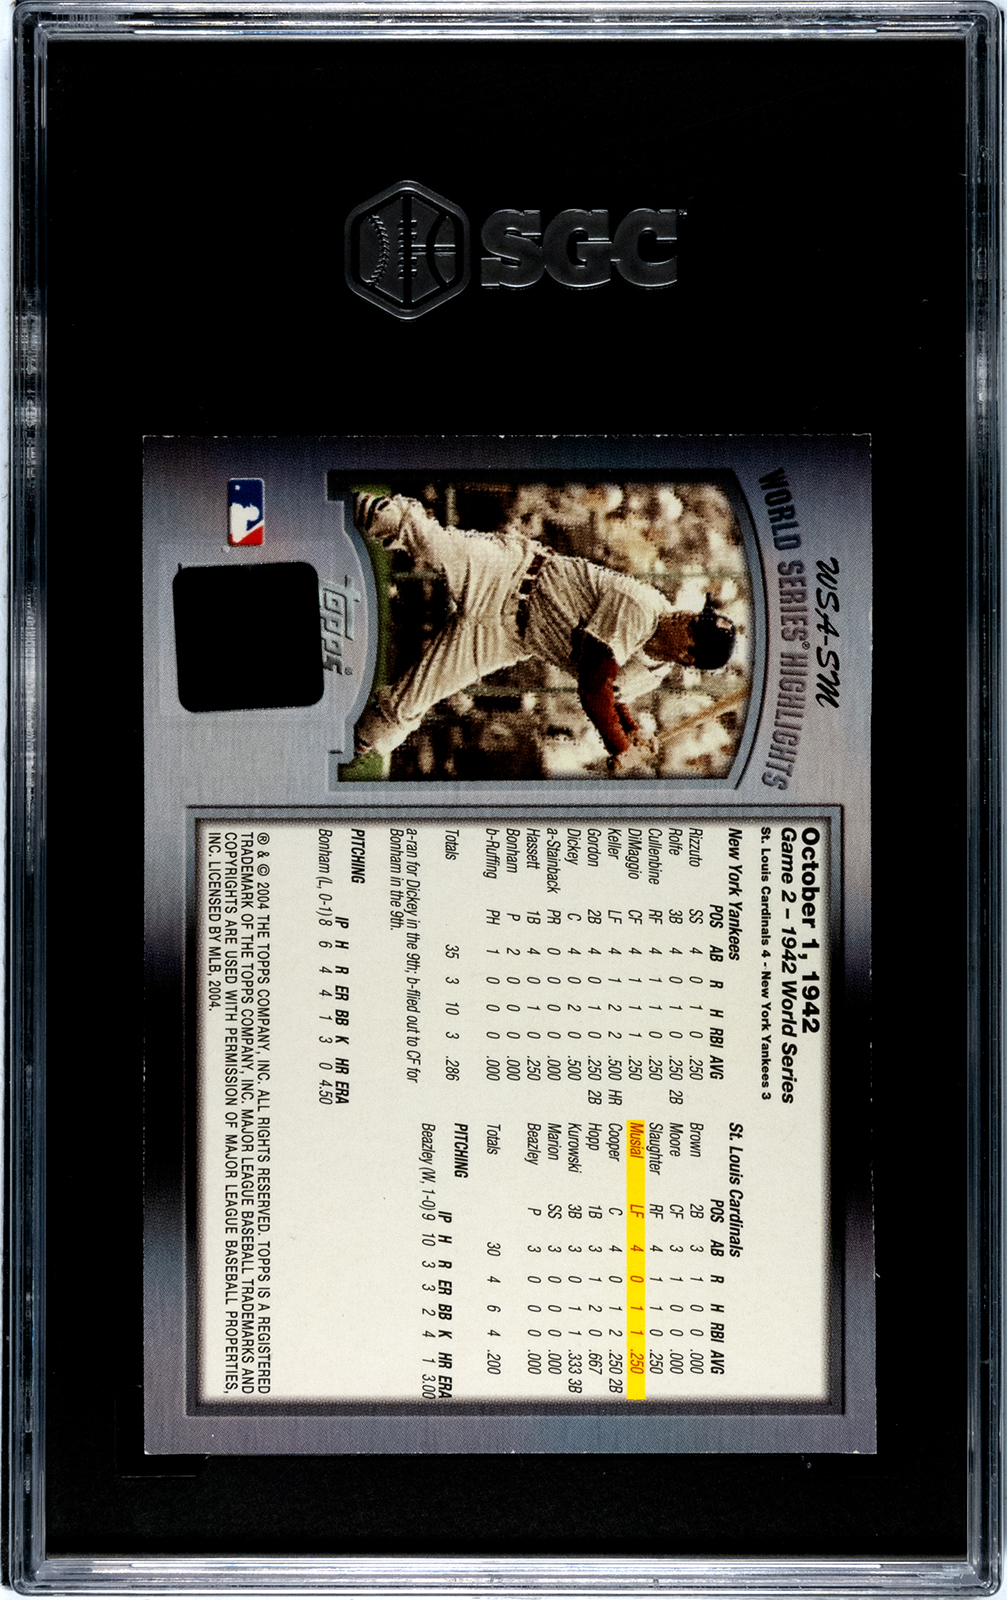 SGC
WSA-SM
WORLD SERIES® HIGHLIGHTS
topps®
October 1, 1942
Game 2 – 1942 World Series
St. Louis Cardinals 4 - New York Yankees 3
New York Yankees
POS AB R H RBI AVG
Rizzuto SS 4 0 1 0 .250
Rolfe 3B 4 0 1 0 .250 2B
Cullenbine RF 4 1 1 0 .250
DiMaggio CF 4 1 1 1 .250
Keller LF 4 1 2 2 .500 HR
Gordon 2B 4 0 1 0 .250 2B
Dickey C 4 0 2 0 .500
a-Stainback PR 0 0 0 0 .000
Hassett 1B 4 0 1 0 .250
Bonham P 2 0 0 0 .000
b-Ruffing PH 1 0 0 0 .000
Totals 35 3 10 3 .286
a-ran for Dickey in the 9th; b-flied out to CF for
Bonham in the 9th.
PITCHING
IP H R ER BB K HR ERA
Bonham (L, 0-1) 8 6 4 4 1 3 0 4.50
St. Louis Cardinals
POS AB R H RBI AVG
Brown 2B 3 1 0 0 .000
Moore CF 3 1 0 0 .000
Slaughter RF 4 1 1 0 .250
Musial LF 4 0 1 1 .250
Cooper C 4 0 1 2 .250 2B
Hopp 1B 3 1 2 0 .667
Kurowski 3B 3 0 1 1 .333 3B
Marion SS 3 0 0 0 .000
Beazley P 3 0 0 0 .000
Totals 30 4 6 4 .200
PITCHING
IP H R ER BB K HR ERA
Beazley (W, 1-0) 9 10 3 3 2 4 1 3.00
® & © 2004 THE TOPPS COMPANY, INC. ALL RIGHTS RESERVED. TOPPS IS A REGISTERED
TRADEMARK OF THE TOPPS COMPANY, INC. MAJOR LEAGUE BASEBALL TRADEMARKS AND
COPYRIGHTS ARE USED WITH PERMISSION OF MAJOR LEAGUE BASEBALL PROPERTIES,
INC. LICENSED BY MLB, 2004.